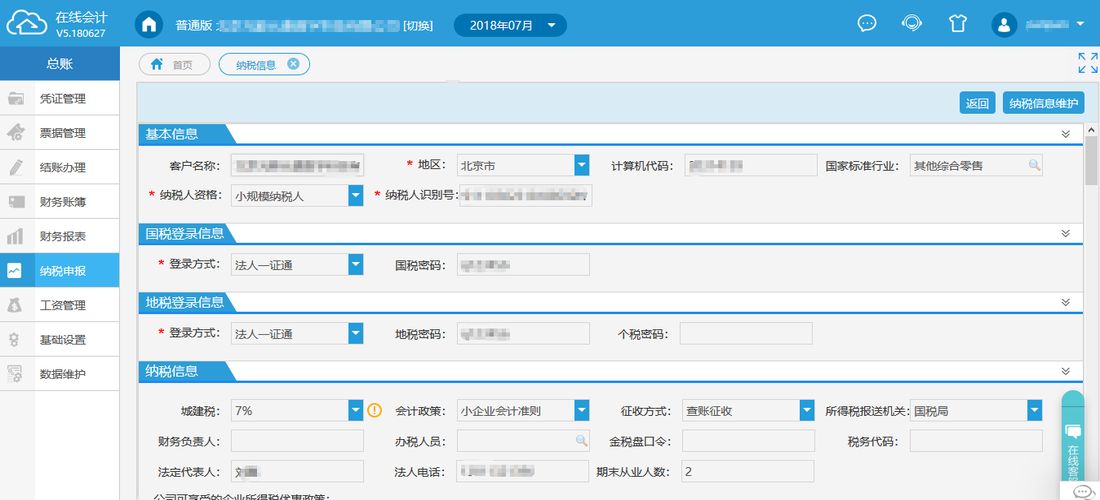 在线会计
V5.180627
普通版 [切换] 2018年07月
总账
凭证管理
票据管理
结账办理
财务账簿
财务报表
纳税申报
工资管理
基础设置
数据维护
首页 纳税信息
返回 纳税信息维护
基本信息
客户名称： * 地区： 北京市 计算机代码： 国家标准行业： 其他综合零售
* 纳税人资格： 小规模纳税人 * 纳税人识别号：
国税登录信息
* 登录方式： 法人一证通 国税密码：
地税登录信息
* 登录方式： 法人一证通 地税密码： 个税密码：
纳税信息
城建税： 7% 会计政策： 小企业会计准则 征收方式： 查账征收 所得税报送机关： 国税局
财务负责人： 办税人员： 金税盘口令： 税务代码：
法定代表人： 刘 法人电话： 期末从业人数： 2
公司可享受的企业所得税优惠政策：
在线客服